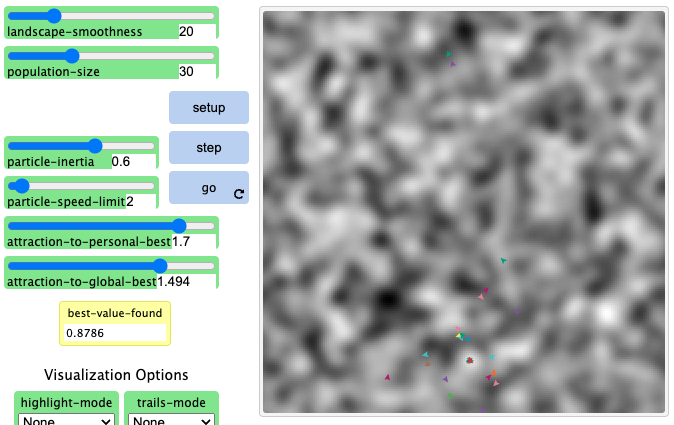 landscape-smoothness 20
population-size 30
setup
step
particle-inertia 0.6
go
particle-speed-limit 2
attraction-to-personal-best 1.7
attraction-to-global-best 1.494
best-value-found
0.8786
Visualization Options
highlight-mode trails-mode
None None